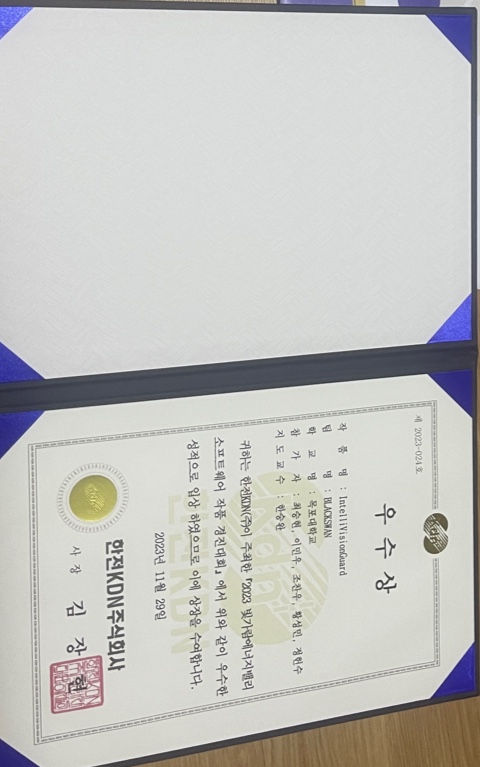 kdn
제 2023-024호
우수상
작 품 명 : IntelliVisionGuard
팀 명 : BLACKSWAN
학 교 명 : 목포대학교
참 가 자 : 최승현, 이민우, 조찬우, 황성민, 정현수
지 도 교 수 : 한승완
귀하는 한전KDN(주)이 주최한 『2023 빛가람에너지밸리
소프트웨어 작품 경진대회』에서 위와 같이 우수한
성적으로 입상 하였으므로 이에 상장을 수여합니다.
한전KDN
2023년 11월 29일
한전KDN주식회사
사 장 김 장 현